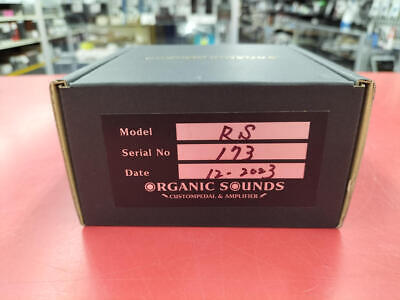 Model RS
Serial No 173
Date 12-2023
ORGANIC SOUNDS
CUSTOMPEDAL & AMPLIFIER